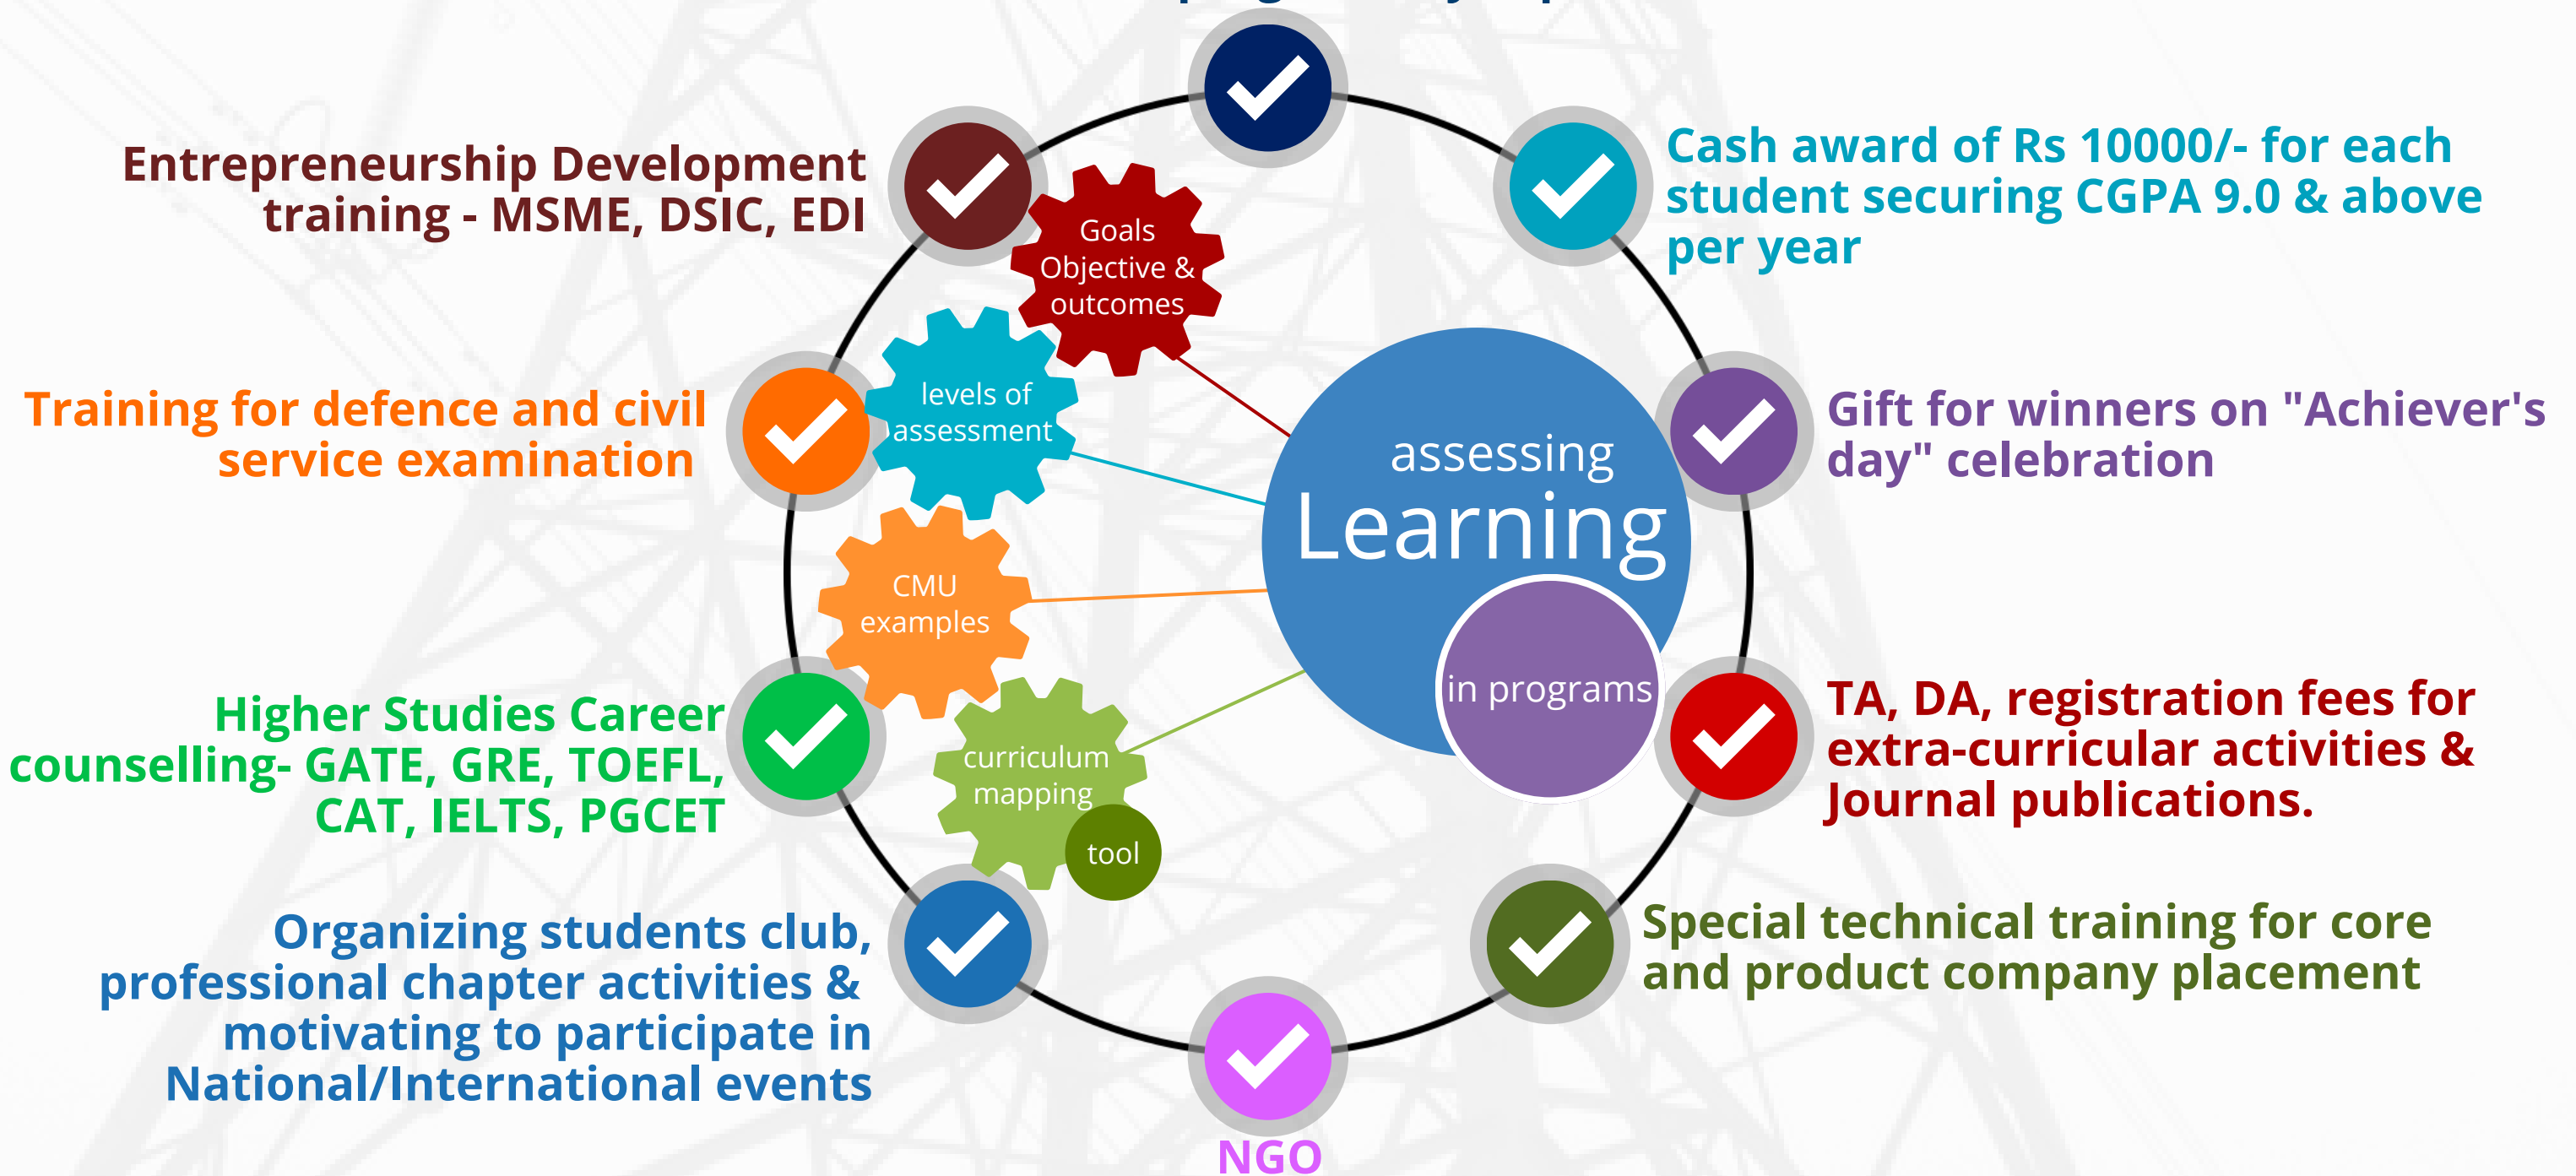 Entrepreneurship Development
training - MSME, DSIC, EDI
Cash award of Rs 10000/- for each
student securing CGPA 9.0 & above
per year
Goals
Objective &
outcomes
levels of
assessment
Training for defence and civil
service examination
assessing
Learning
in programs
Gift for winners on "Achiever's
day" celebration
CMU
examples
Higher Studies Career
counselling- GATE, GRE, TOEFL,
CAT, IELTS, PGCET
curriculum
mapping
tool
TA, DA, registration fees for
extra-curricular activities &
Journal publications.
Organizing students club,
professional chapter activities &
motivating to participate in
National/International events
Special technical training for core
and product company placement
NGO